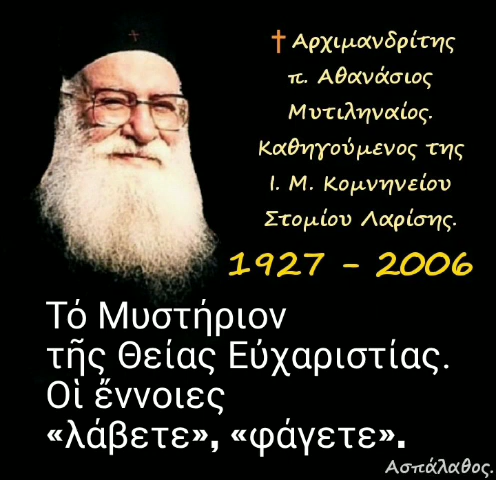 † Αρχιμανδρίτης
π. Αθανάσιος
Μυτιληναίος.
Καθηγούμενος της
Ι. Μ. Κομνηνείου
Στομίου Λαρίσης.
1927 - 2006
Τό Μυστήριον
τῆς Θείας Εὐχαριστίας.
Οἱ ἔννοιες
«λάβετε», «φάγετε».
Ασπάλαθος.